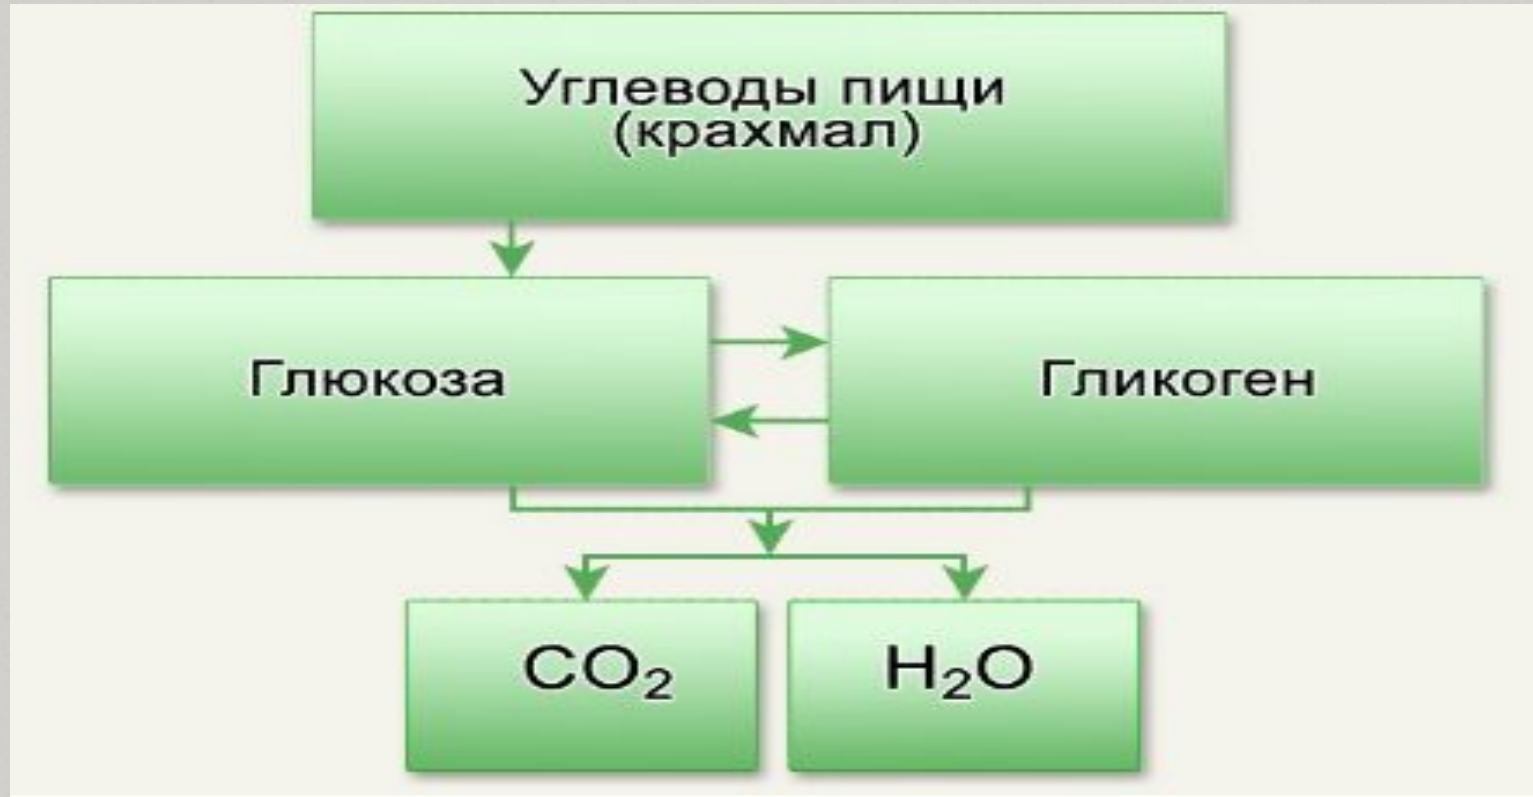 Углеводы пищи
(крахмал)
Глюкоза
Гликоген
CO₂
H₂O